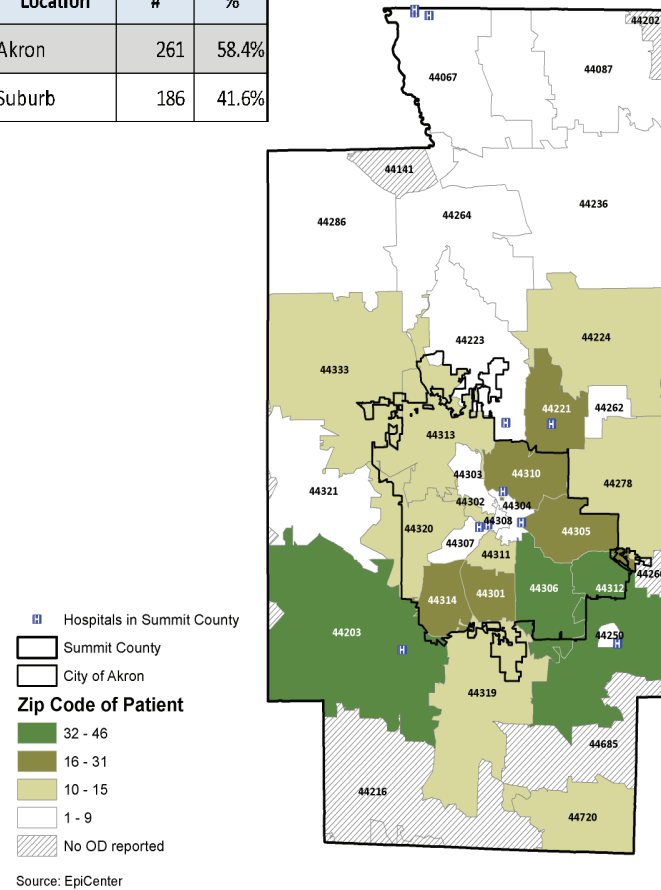 Location # %
Akron 261 58.4%
Suburb 186 41.6%
44202
44067
44087
44141
44236
44264
44286
44223
44224
44333
44221
44262
44313
44303
44310
44278
44321
44302
44304
44308
44320
44305
44307
44311
44306
44312
44314
44301
44203
44250
44319
44685
44216
44720
H Hospitals in Summit County
Summit County
City of Akron
Zip Code of Patient
32 - 46
16 - 31
10 - 15
1 - 9
No OD reported
Source: EpiCenter